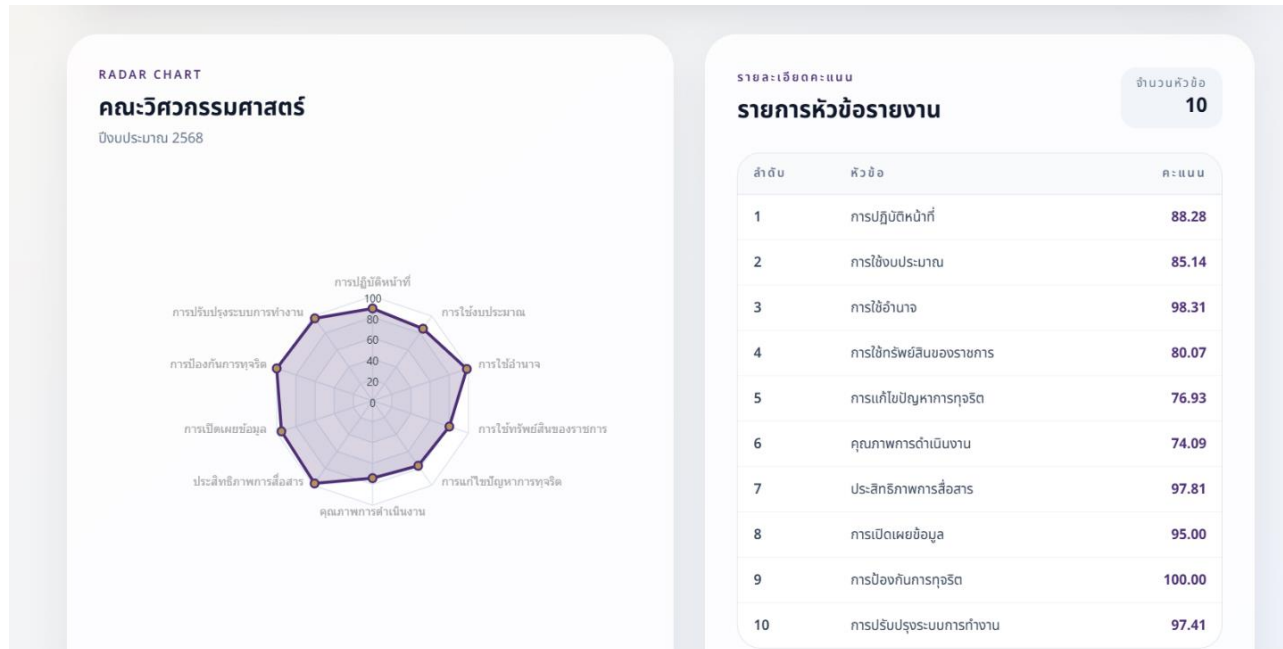 RADAR CHART
คณะวิศวกรรมศาสตร์
ปีงบประมาณ 2568
การปฏิบัติหน้าที่
การปรับปรุงระบบการทำงาน
100
การใช้งบประมาณ
80
60
การป้องกันการทุจริต
40
การใช้อำนาจ
20
0
การเปิดเผยข้อมูล
การใช้ทรัพย์สินของราชการ
ประสิทธิภาพการสื่อสาร
การแก้ไขปัญหาการทุจริต
คุณภาพการดำเนินงาน
รายละเอียดคะแนน
รายการหัวข้อรายงาน
จำนวนหัวข้อ
10
ลำดับ หัวข้อ คะแนน
1 การปฏิบัติหน้าที่ 88.28
2 การใช้งบประมาณ 85.14
3 การใช้อำนาจ 98.31
4 การใช้ทรัพย์สินของราชการ 80.07
5 การแก้ไขปัญหาการทุจริต 76.93
6 คุณภาพการดำเนินงาน 74.09
7 ประสิทธิภาพการสื่อสาร 97.81
8 การเปิดเผยข้อมูล 95.00
9 การป้องกันการทุจริต 100.00
10 การปรับปรุงระบบการทำงาน 97.41